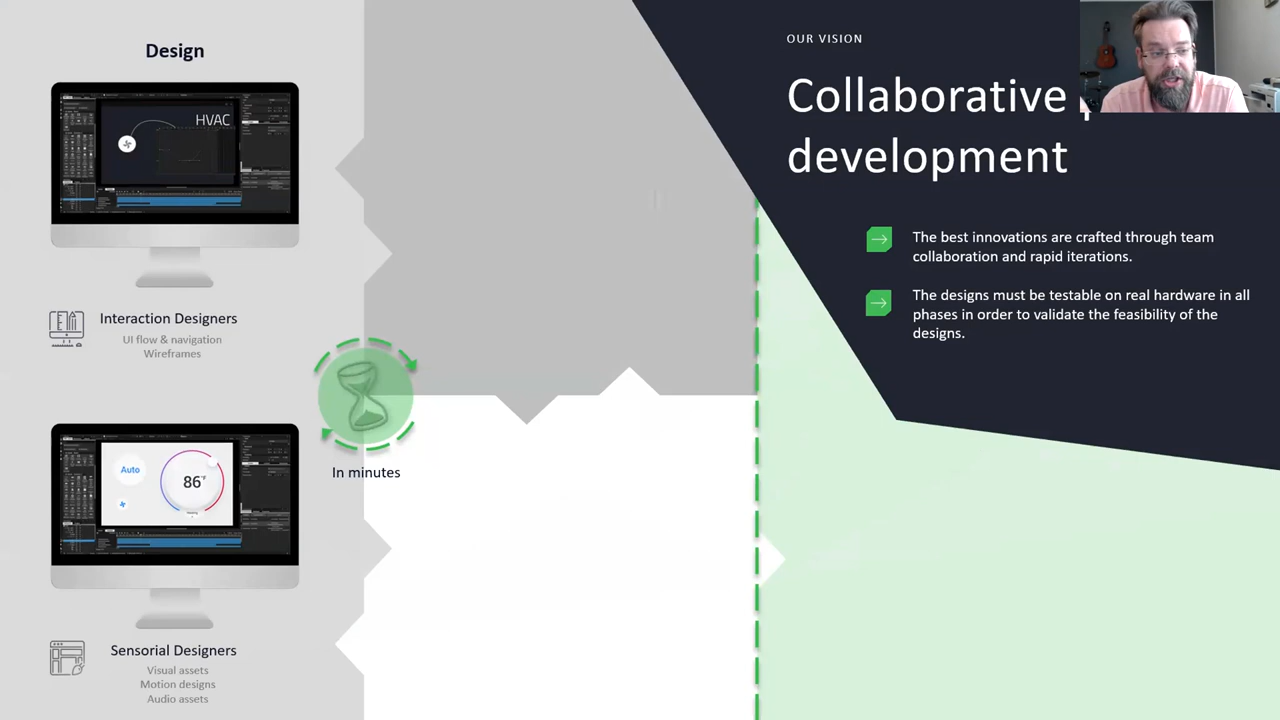 Design
HVAC
Interaction Designers
UI flow & navigation
Wireframes
In minutes
Auto
86°F
Sensorial Designers
Visual assets
Motion designs
Audio assets
OUR VISION
Collaborative
development
The best innovations are crafted through team
collaboration and rapid iterations.
The designs must be testable on real hardware in all
phases in order to validate the feasibility of the
designs.